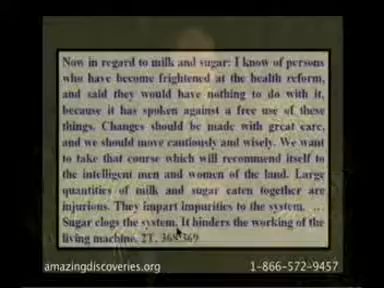 Now in regard to milk and sugar: I know of persons
who have become frightened at the health reform,
and said they would have nothing to do with it,
because it has spoken against a free use of these
things. Changes should be made with great care,
and we should move cautiously and wisely. We want
to take that course which will recommend itself to
the intelligent men and women of the land. Large
quantities of milk and sugar eaten together are
injurious. They impart impurities to the system. ...
Sugar clogs the system. It hinders the working of the
living machine. 2T, 368-369
amazingdiscoveries.org
1-866-572-9457